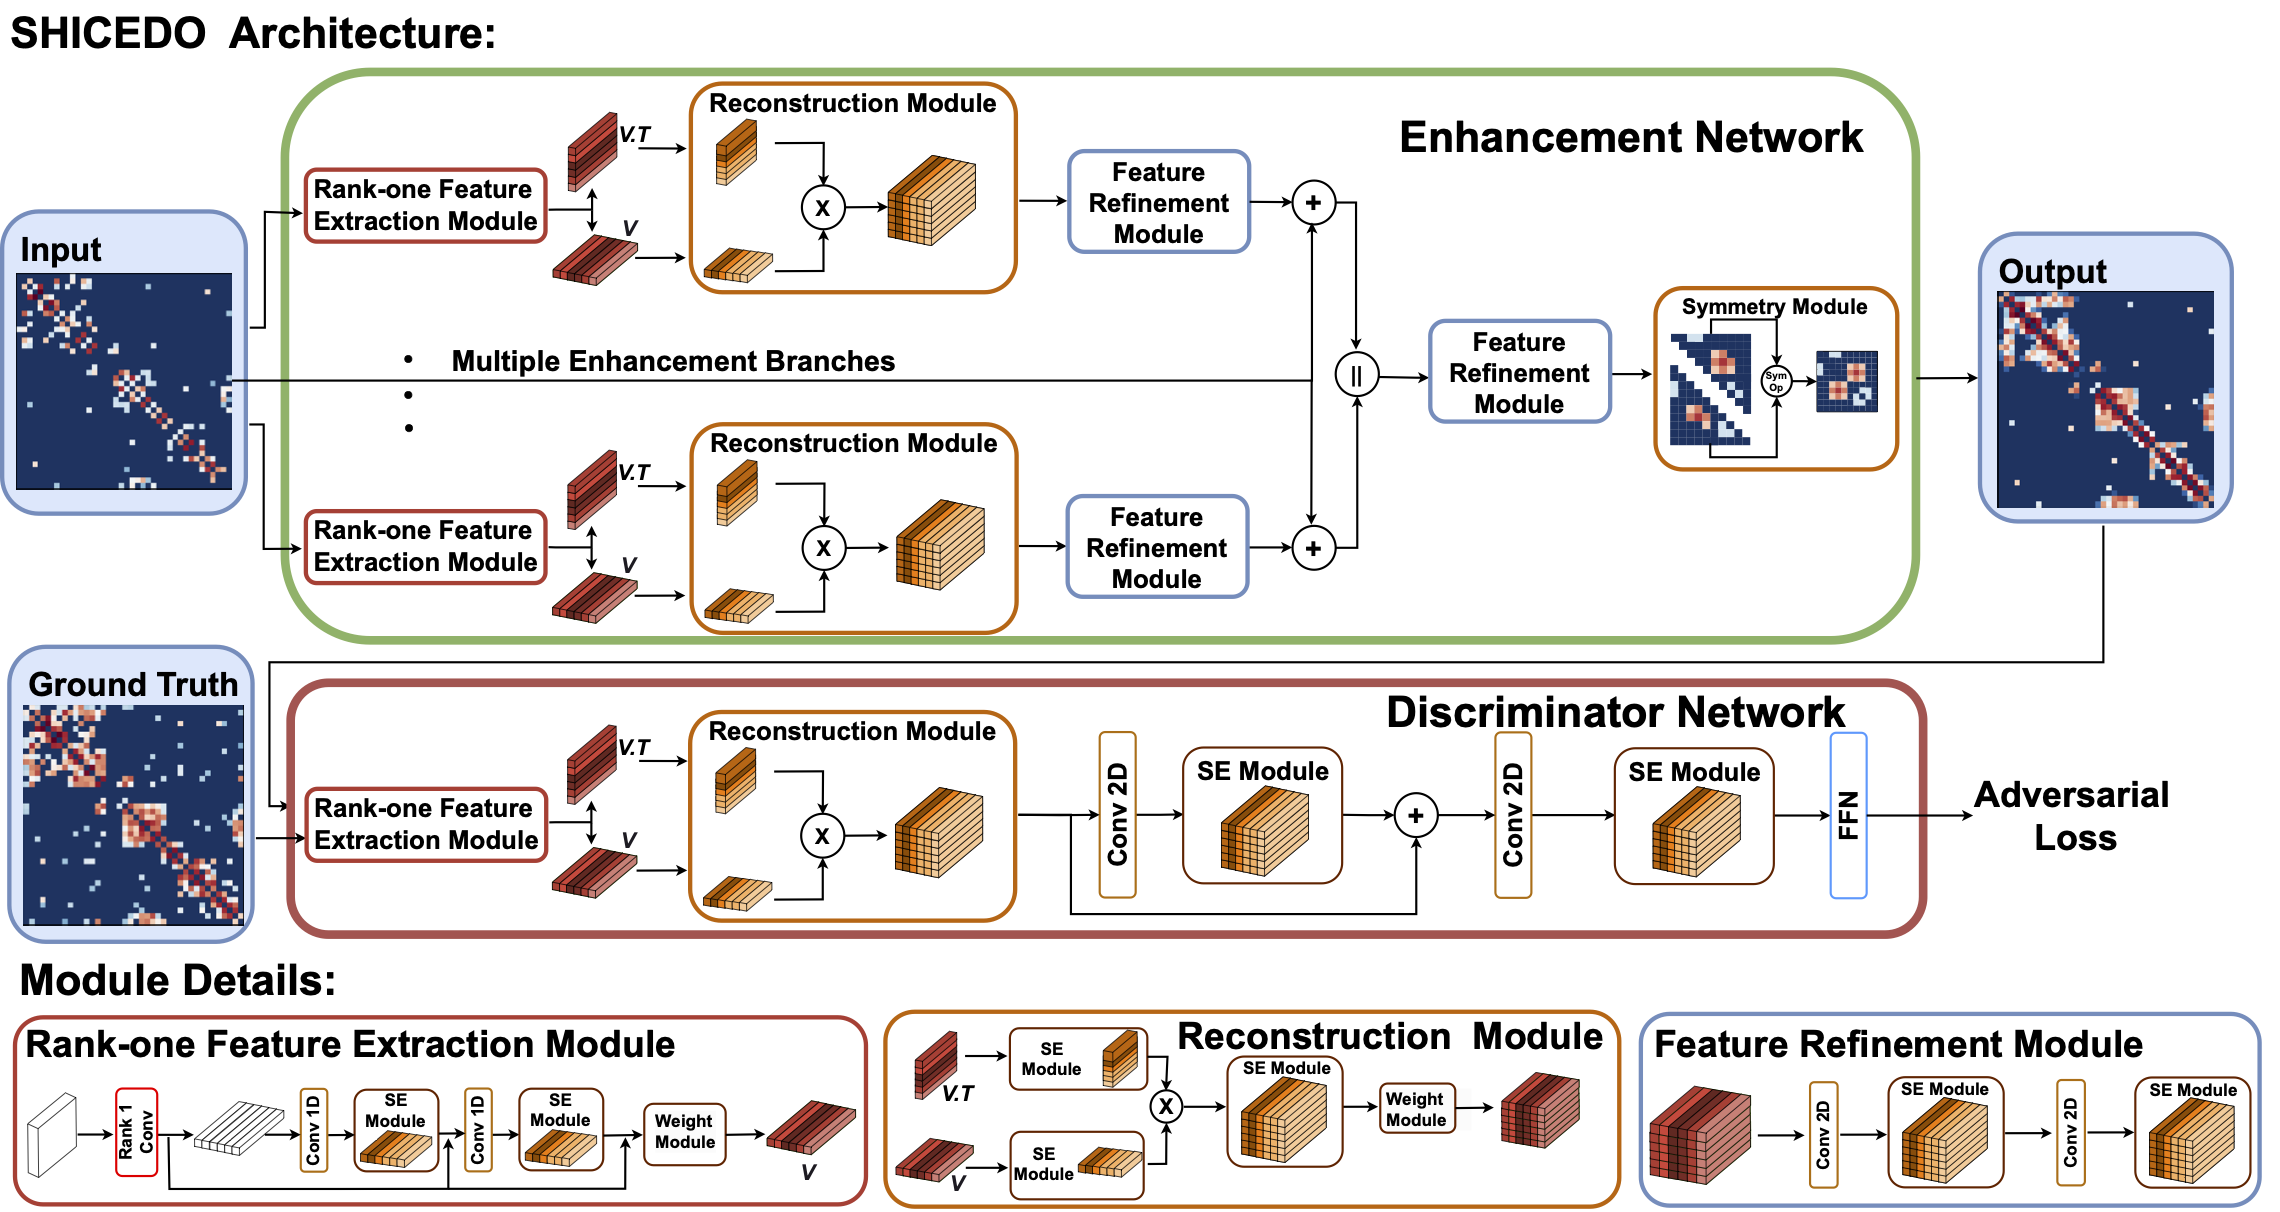 SHICEDO Architecture:
Enhancement Network
Input
Rank-one Feature
Extraction Module
V.T
V
Reconstruction Module
X
Feature
Refinement
Module
+
Multiple Enhancement Branches
Rank-one Feature
Extraction Module
V.T
V
Reconstruction Module
X
Feature
Refinement
Module
+
||
Feature
Refinement
Module
Symmetry Module
Sym
Op
Output
Ground Truth
Discriminator Network
Rank-one Feature
Extraction Module
V.T
V
Reconstruction Module
X
Conv 2D
SE Module
+
Conv 2D
SE Module
FFN
Adversarial
Loss
Module Details:
Rank-one Feature Extraction Module
Rank 1
Conv
Conv 1D
SE
Module
Conv 1D
SE
Module
Weight
Module
V
Reconstruction Module
V.T
SE
Module
V
SE
Module
X
SE Module
Weight
Module
Feature Refinement Module
Conv 2D
SE Module
Conv 2D
SE Module